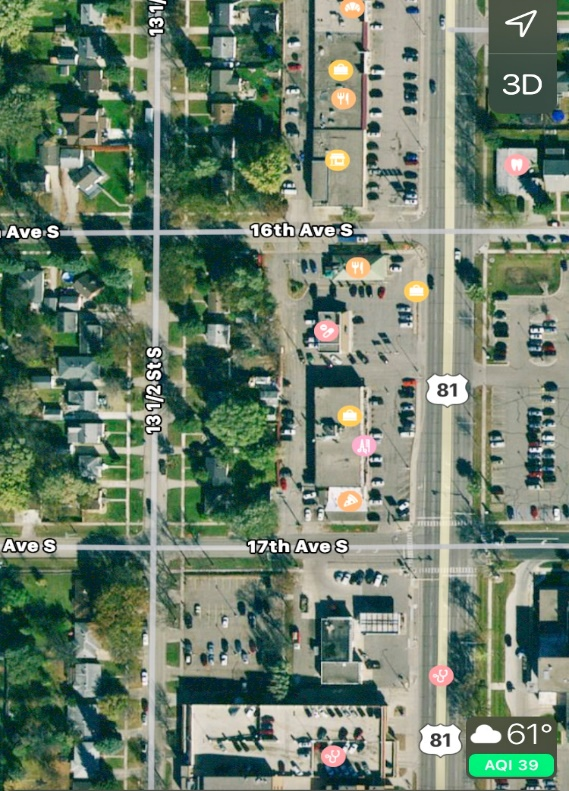 13 1/
3D
Ave S
16th Ave S
13 1/2 St S
81
Ave S
17th Ave S
81
61°
AQI 39